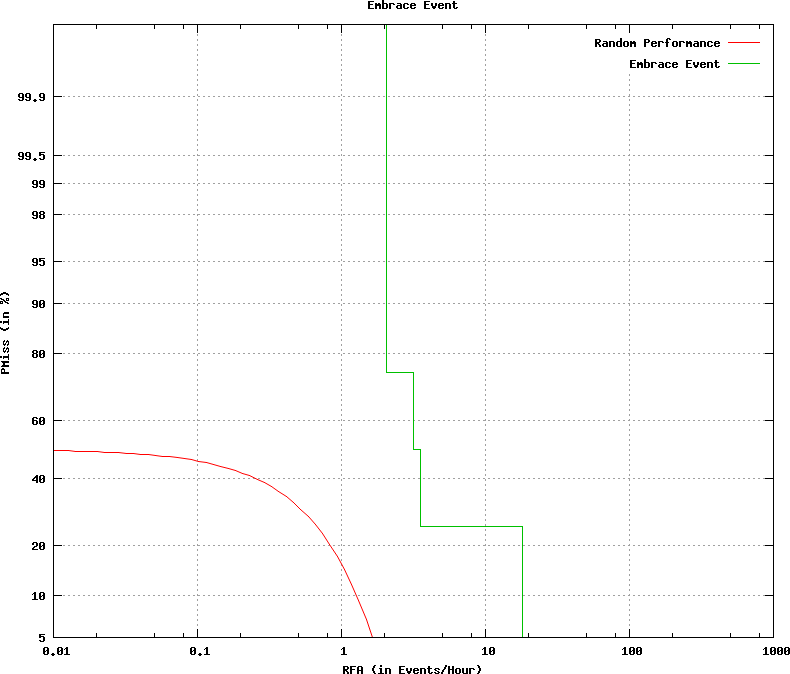 Embrace Event
Random Performance
Embrace Event
99.9
99.5
99
98
95
90
80
60
40
20
10
5
PMiss (in %)
0.01 0.1 1 10 100 1000
RFA (in Events/Hour)